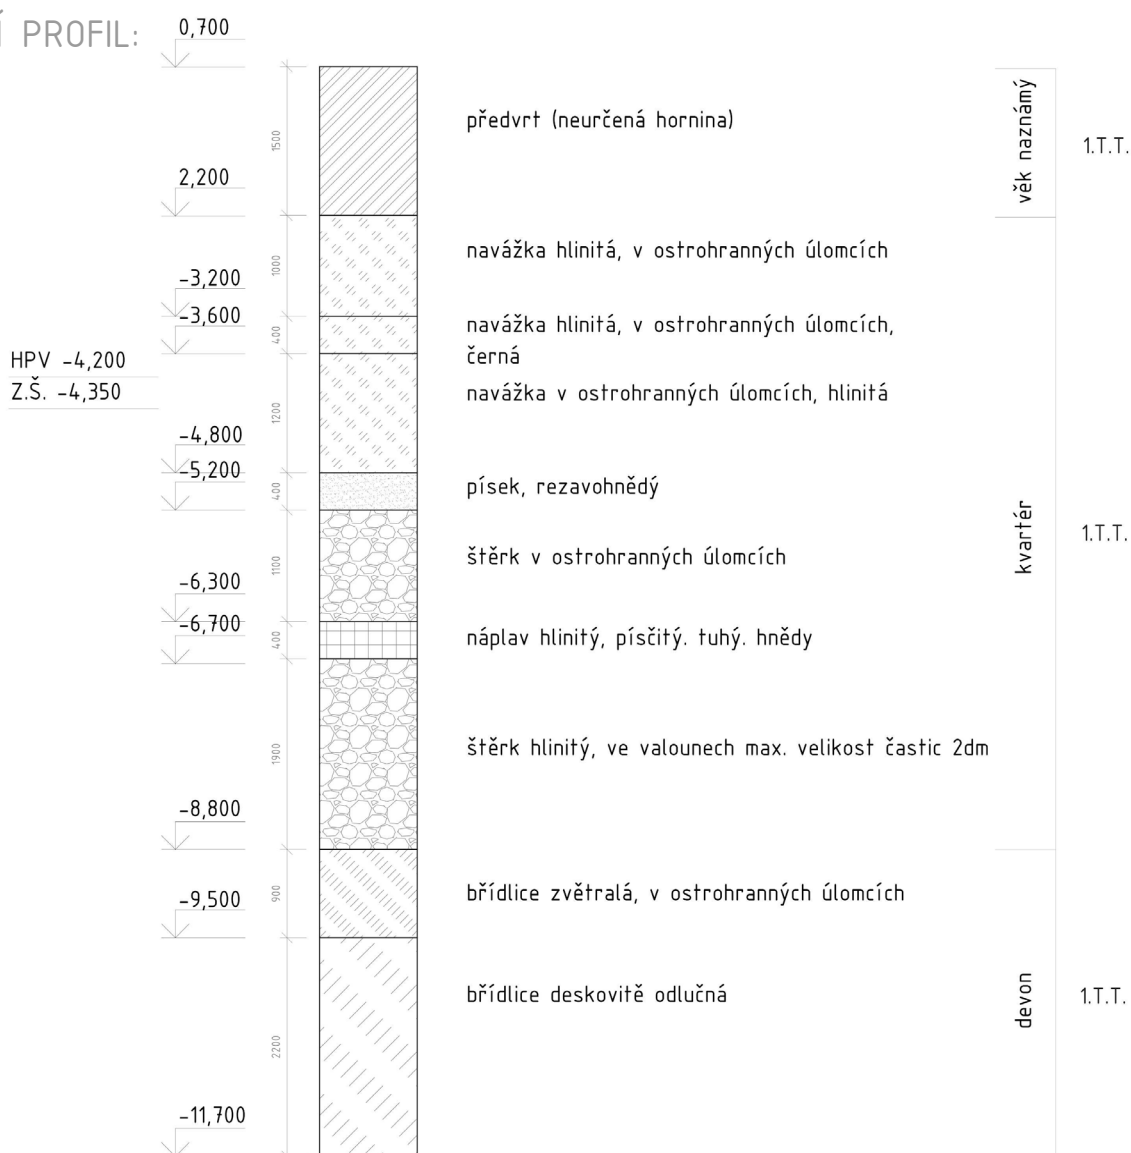 Í PROFIL:
0,700
1500
předvrt (neurčená hornina)
věk naznámý
1.T.T.
2,200
1000
navážka hlinitá, v ostrohranných úlomcích
-3,200
-3,600
400
navážka hlinitá, v ostrohranných úlomcích,
černá
HPV -4,200
Z.Š. -4,350
1200
navážka v ostrohranných úlomcích, hlinitá
-4,800
-5,200
400
písek, rezavohnědý
kvartér
1.T.T.
1100
štěrk v ostrohranných úlomcích
-6,300
-6,700
400
náplav hlinitý, písčitý. tuhý. hnědy
1900
štěrk hlinitý, ve valounech max. velikost častic 2dm
-8,800
900
břídlice zvětralá, v ostrohranných úlomcích
-9,500
břídlice deskovitě odlučná
devon
1.T.T.
2200
-11,700